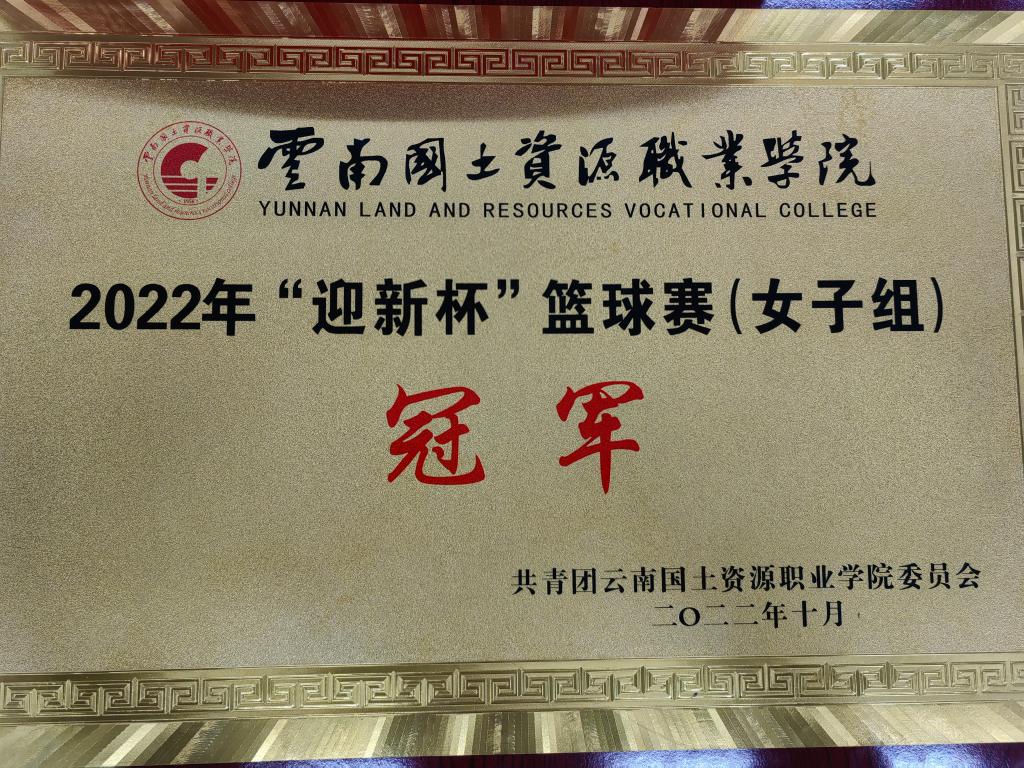 雲南國土資源職業學院
YUNNAN LAND AND RESOURCES VOCATIONAL COLLEGE
2022年“迎新杯”篮球赛(女子组)
冠军
共青团云南国土资源职业学院委员会
二〇二二年十月